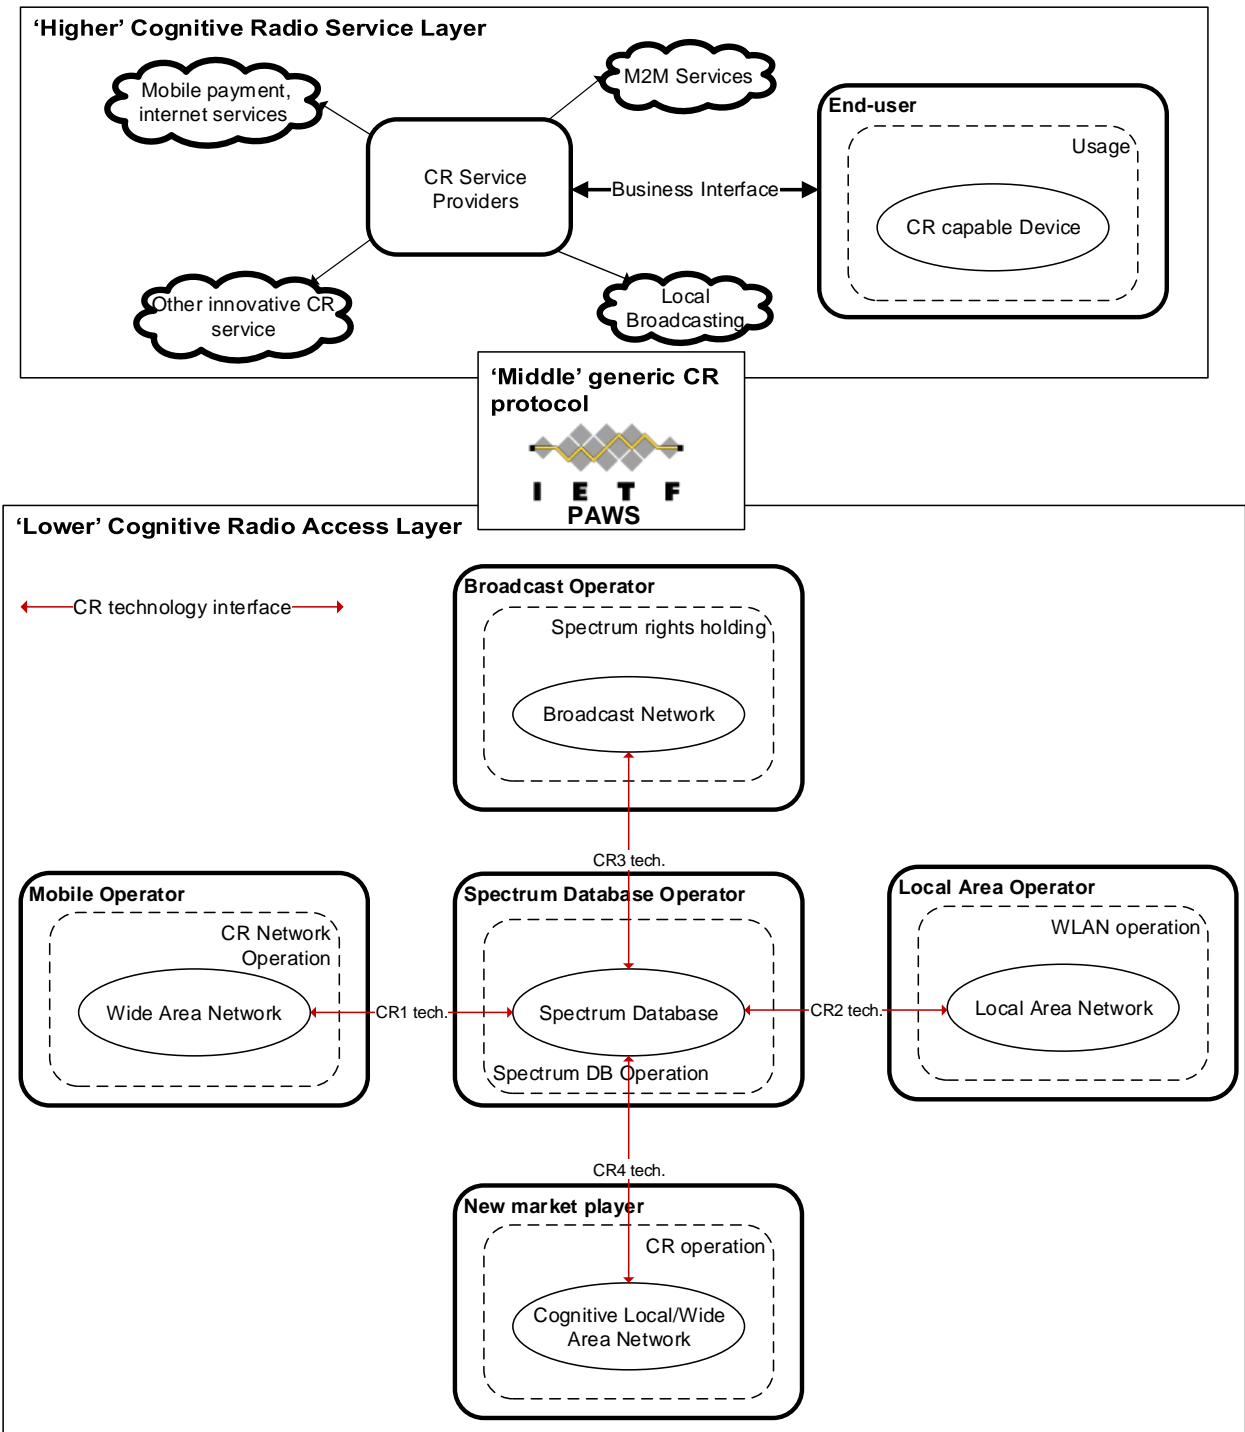 ‘Higher’ Cognitive Radio Service Layer
Mobile payment,
internet services
M2M Services
CR Service
Providers
Business Interface
End-user
Usage
CR capable Device
Other innovative CR
service
Local
Broadcasting
‘Middle’ generic CR
protocol
I E T F
PAWS
‘Lower’ Cognitive Radio Access Layer
CR technology interface
Broadcast Operator
Spectrum rights holding
Broadcast Network
CR3 tech.
Mobile Operator
CR Network
Operation
Wide Area Network
CR1 tech.
Spectrum Database Operator
Spectrum Database
Spectrum DB Operation
CR2 tech.
Local Area Operator
WLAN operation
Local Area Network
CR4 tech.
New market player
CR operation
Cognitive Local/Wide
Area Network